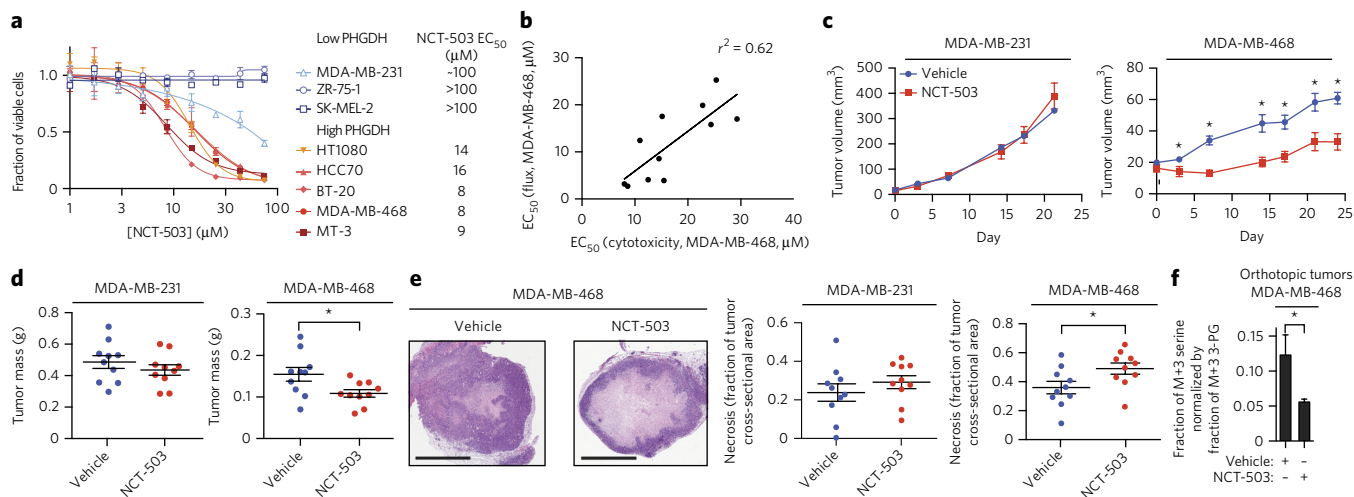 a
Fraction of viable cells
1.0
0.5
0
1
3
10
30
100
[NCT-503] (μM)
Low PHGDH
NCT-503 EC50
(μM)
MDA-MB-231 ~100
ZR-75-1 >100
SK-MEL-2 >100
High PHGDH
HT1080 14
HCC70 16
BT-20 8
MDA-MB-468 8
MT-3 9
b
EC50 (flux, MDA-MB-468, μM)
r² = 0.62
30
20
10
0
0
10
20
30
40
EC50 (cytotoxicity, MDA-MB-468, μM)
c
MDA-MB-231
Vehicle
NCT-503
Tumor volume (mm³)
600
400
200
0
0
5
10
15
20
25
Day
MDA-MB-468
Tumor volume (mm³)
80
60
40
20
0
* * * * * *
0
5
10
15
20
25
Day
d
MDA-MB-231
Tumor mass (g)
0.8
0.6
0.4
0.2
0
Vehicle
NCT-503
MDA-MB-468
*
Tumor mass (g)
0.3
0.2
0.1
0
Vehicle
NCT-503
e
MDA-MB-468
Vehicle
NCT-503
MDA-MB-231
Necrosis (fraction of tumor
cross-sectional area)
0.6
0.4
0.2
0
Vehicle
NCT-503
MDA-MB-468
*
Necrosis (fraction of tumor
cross-sectional area)
0.8
0.6
0.4
0.2
0
Vehicle
NCT-503
f
Orthotopic tumors
MDA-MB-468
*
Fraction of M+3 serine
normalized by
fraction of M+3 3-PG
0.15
0.10
0.05
0
Vehicle: + –
NCT-503: – +